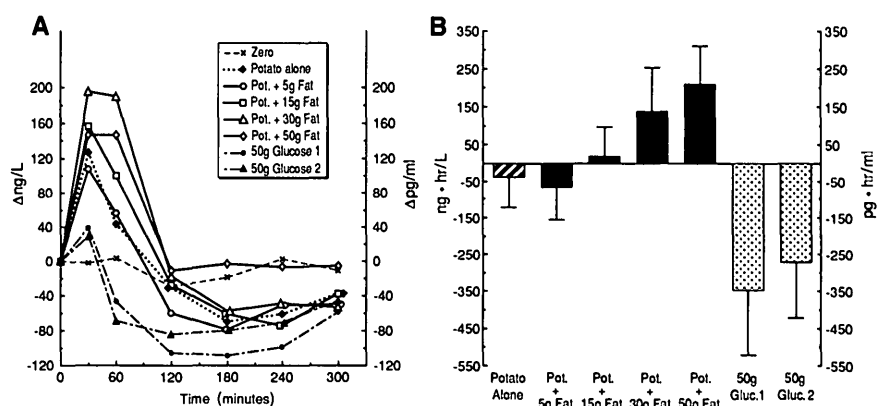 A
Zero
Potato alone
Pot. + 5g Fat
Pot. + 15g Fat
Pot. + 30g Fat
Pot. + 50g Fat
50g Glucose 1
50g Glucose 2
200
160
120
80
40
0
-40
-80
-120
Δng/L
200
160
120
80
40
0
-40
-80
-120
Δpg/ml
0 60 120 180 240 300
Time (minutes)
B
350
250
150
50
-50
-150
-250
-350
-450
-550
ng • hr/L
350
250
150
50
-50
-150
-250
-350
-450
-550
pg • hr/ml
Potato Alone
Pot. + 5g Fat
Pot. + 15g Fat
Pot. + 30g Fat
Pot. + 50g Fat
50g Gluc.1
50g Gluc. 2